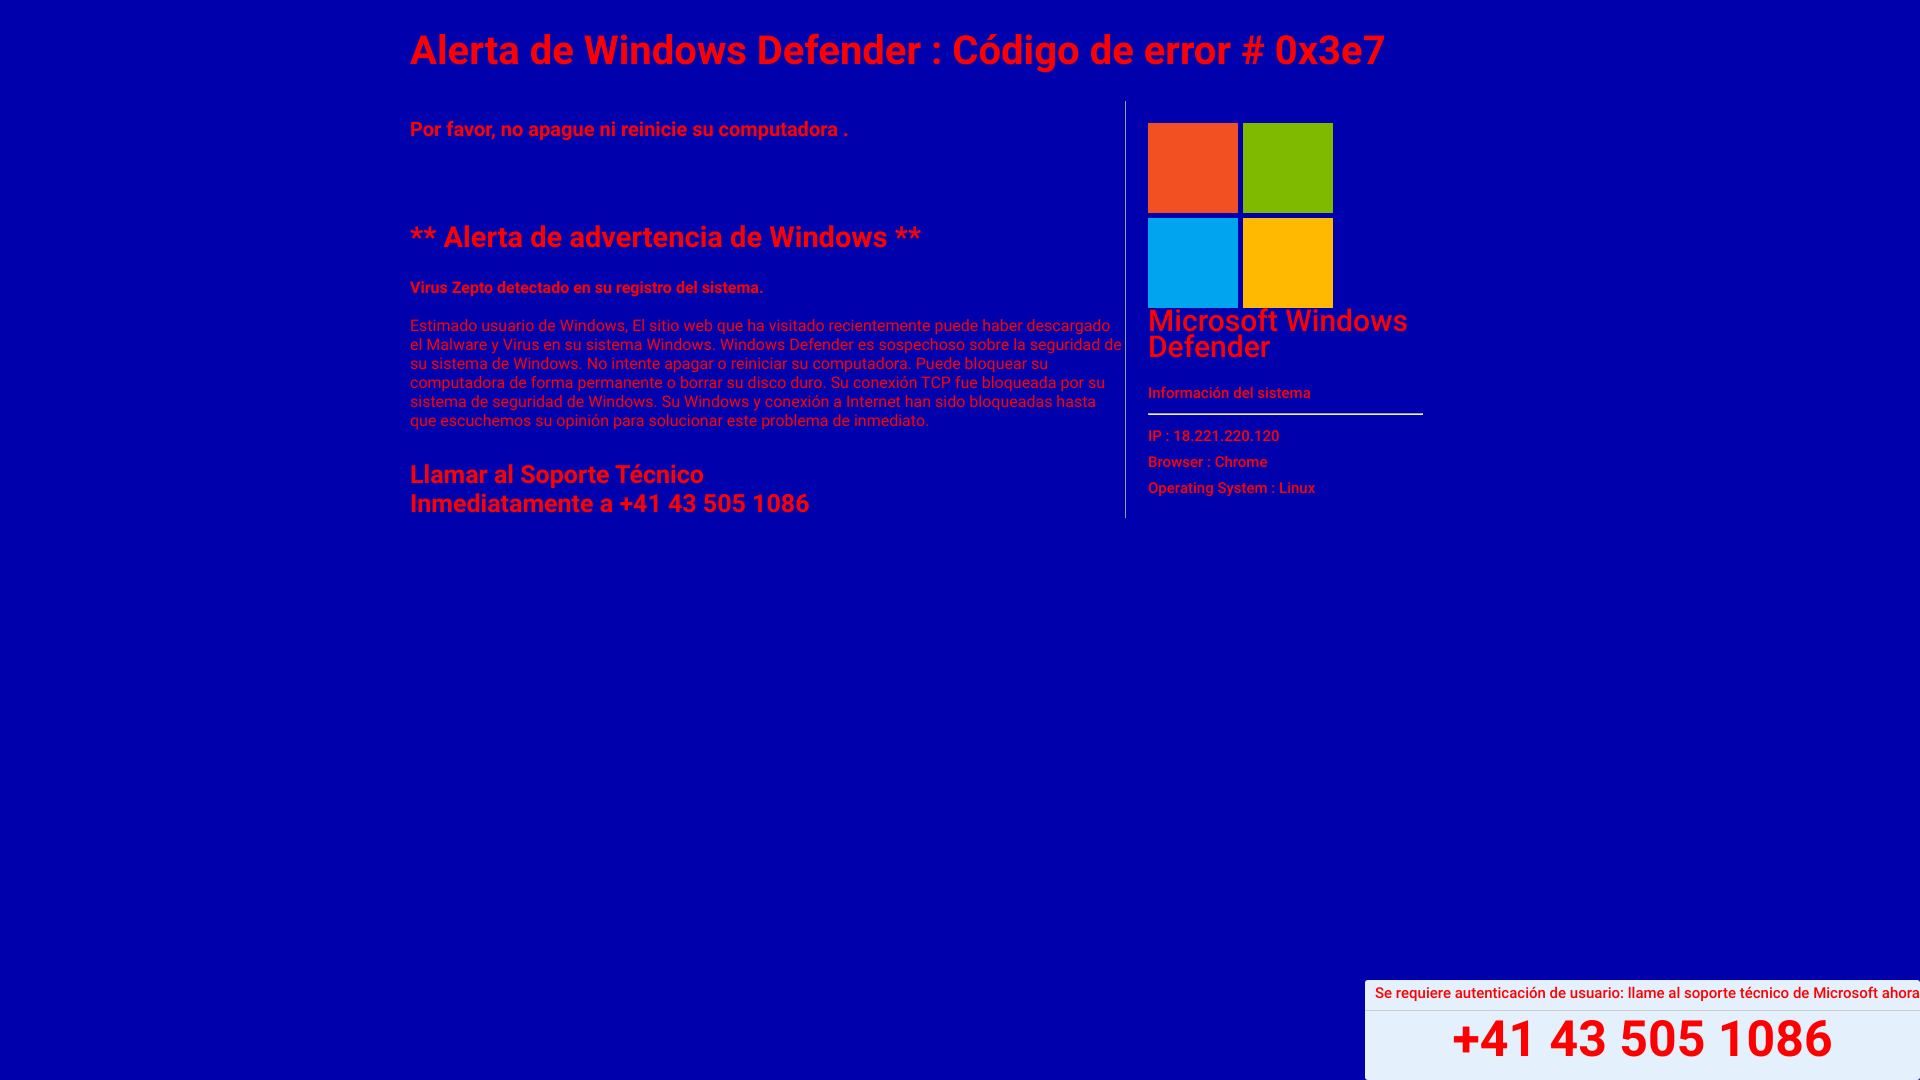 Alerta de Windows Defender : Código de error # 0x3e7
Por favor, no apague ni reinicie su computadora .
** Alerta de advertencia de Windows **
Virus Zepto detectado en su registro del sistema.
Estimado usuario de Windows, El sitio web que ha visitado recientemente puede haber descargado
el Malware y Virus en su sistema Windows. Windows Defender es sospechoso sobre la seguridad de
su sistema de Windows. No intente apagar o reiniciar su computadora. Puede bloquear su
computadora de forma permanente o borrar su disco duro. Su conexión TCP fue bloqueada por su
sistema de seguridad de Windows. Su Windows y conexión a Internet han sido bloqueadas hasta
que escuchemos su opinión para solucionar este problema de inmediato.
Llamar al Soporte Técnico
Inmediatamente a +41 43 505 1086
Microsoft Windows
Defender
Información del sistema
IP : 18.221.220.120
Browser : Chrome
Operating System : Linux
Se requiere autenticación de usuario: llame al soporte técnico de Microsoft ahora
+41 43 505 1086